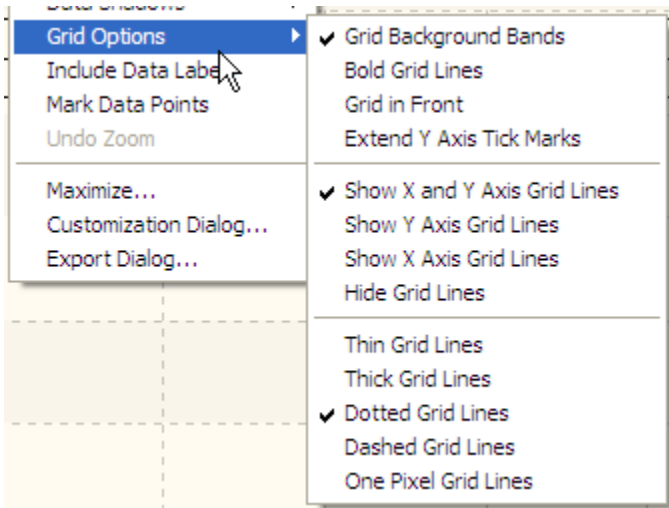 Data Shadows
Grid Options
Include Data Label
Mark Data Points
Undo Zoom
Maximize...
Customization Dialog...
Export Dialog...
Grid Background Bands
Bold Grid Lines
Grid in Front
Extend Y Axis Tick Marks
Show X and Y Axis Grid Lines
Show Y Axis Grid Lines
Show X Axis Grid Lines
Hide Grid Lines
Thin Grid Lines
Thick Grid Lines
Dotted Grid Lines
Dashed Grid Lines
One Pixel Grid Lines